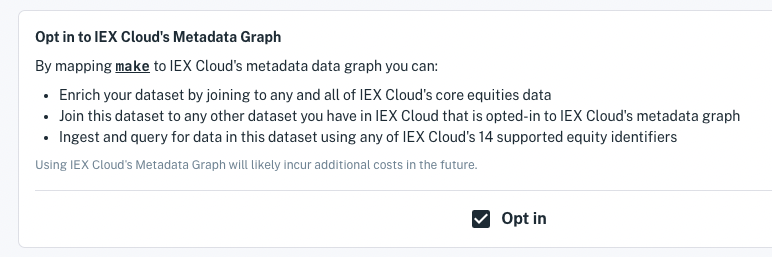 Opt in to IEX Cloud's Metadata Graph
By mapping make to IEX Cloud's metadata data graph you can:
• Enrich your dataset by joining to any and all of IEX Cloud's core equities data
• Join this dataset to any other dataset you have in IEX Cloud that is opted-in to IEX Cloud's metadata graph
• Ingest and query for data in this dataset using any of IEX Cloud's 14 supported equity identifiers
Using IEX Cloud's Metadata Graph will likely incur additional costs in the future.
Opt in